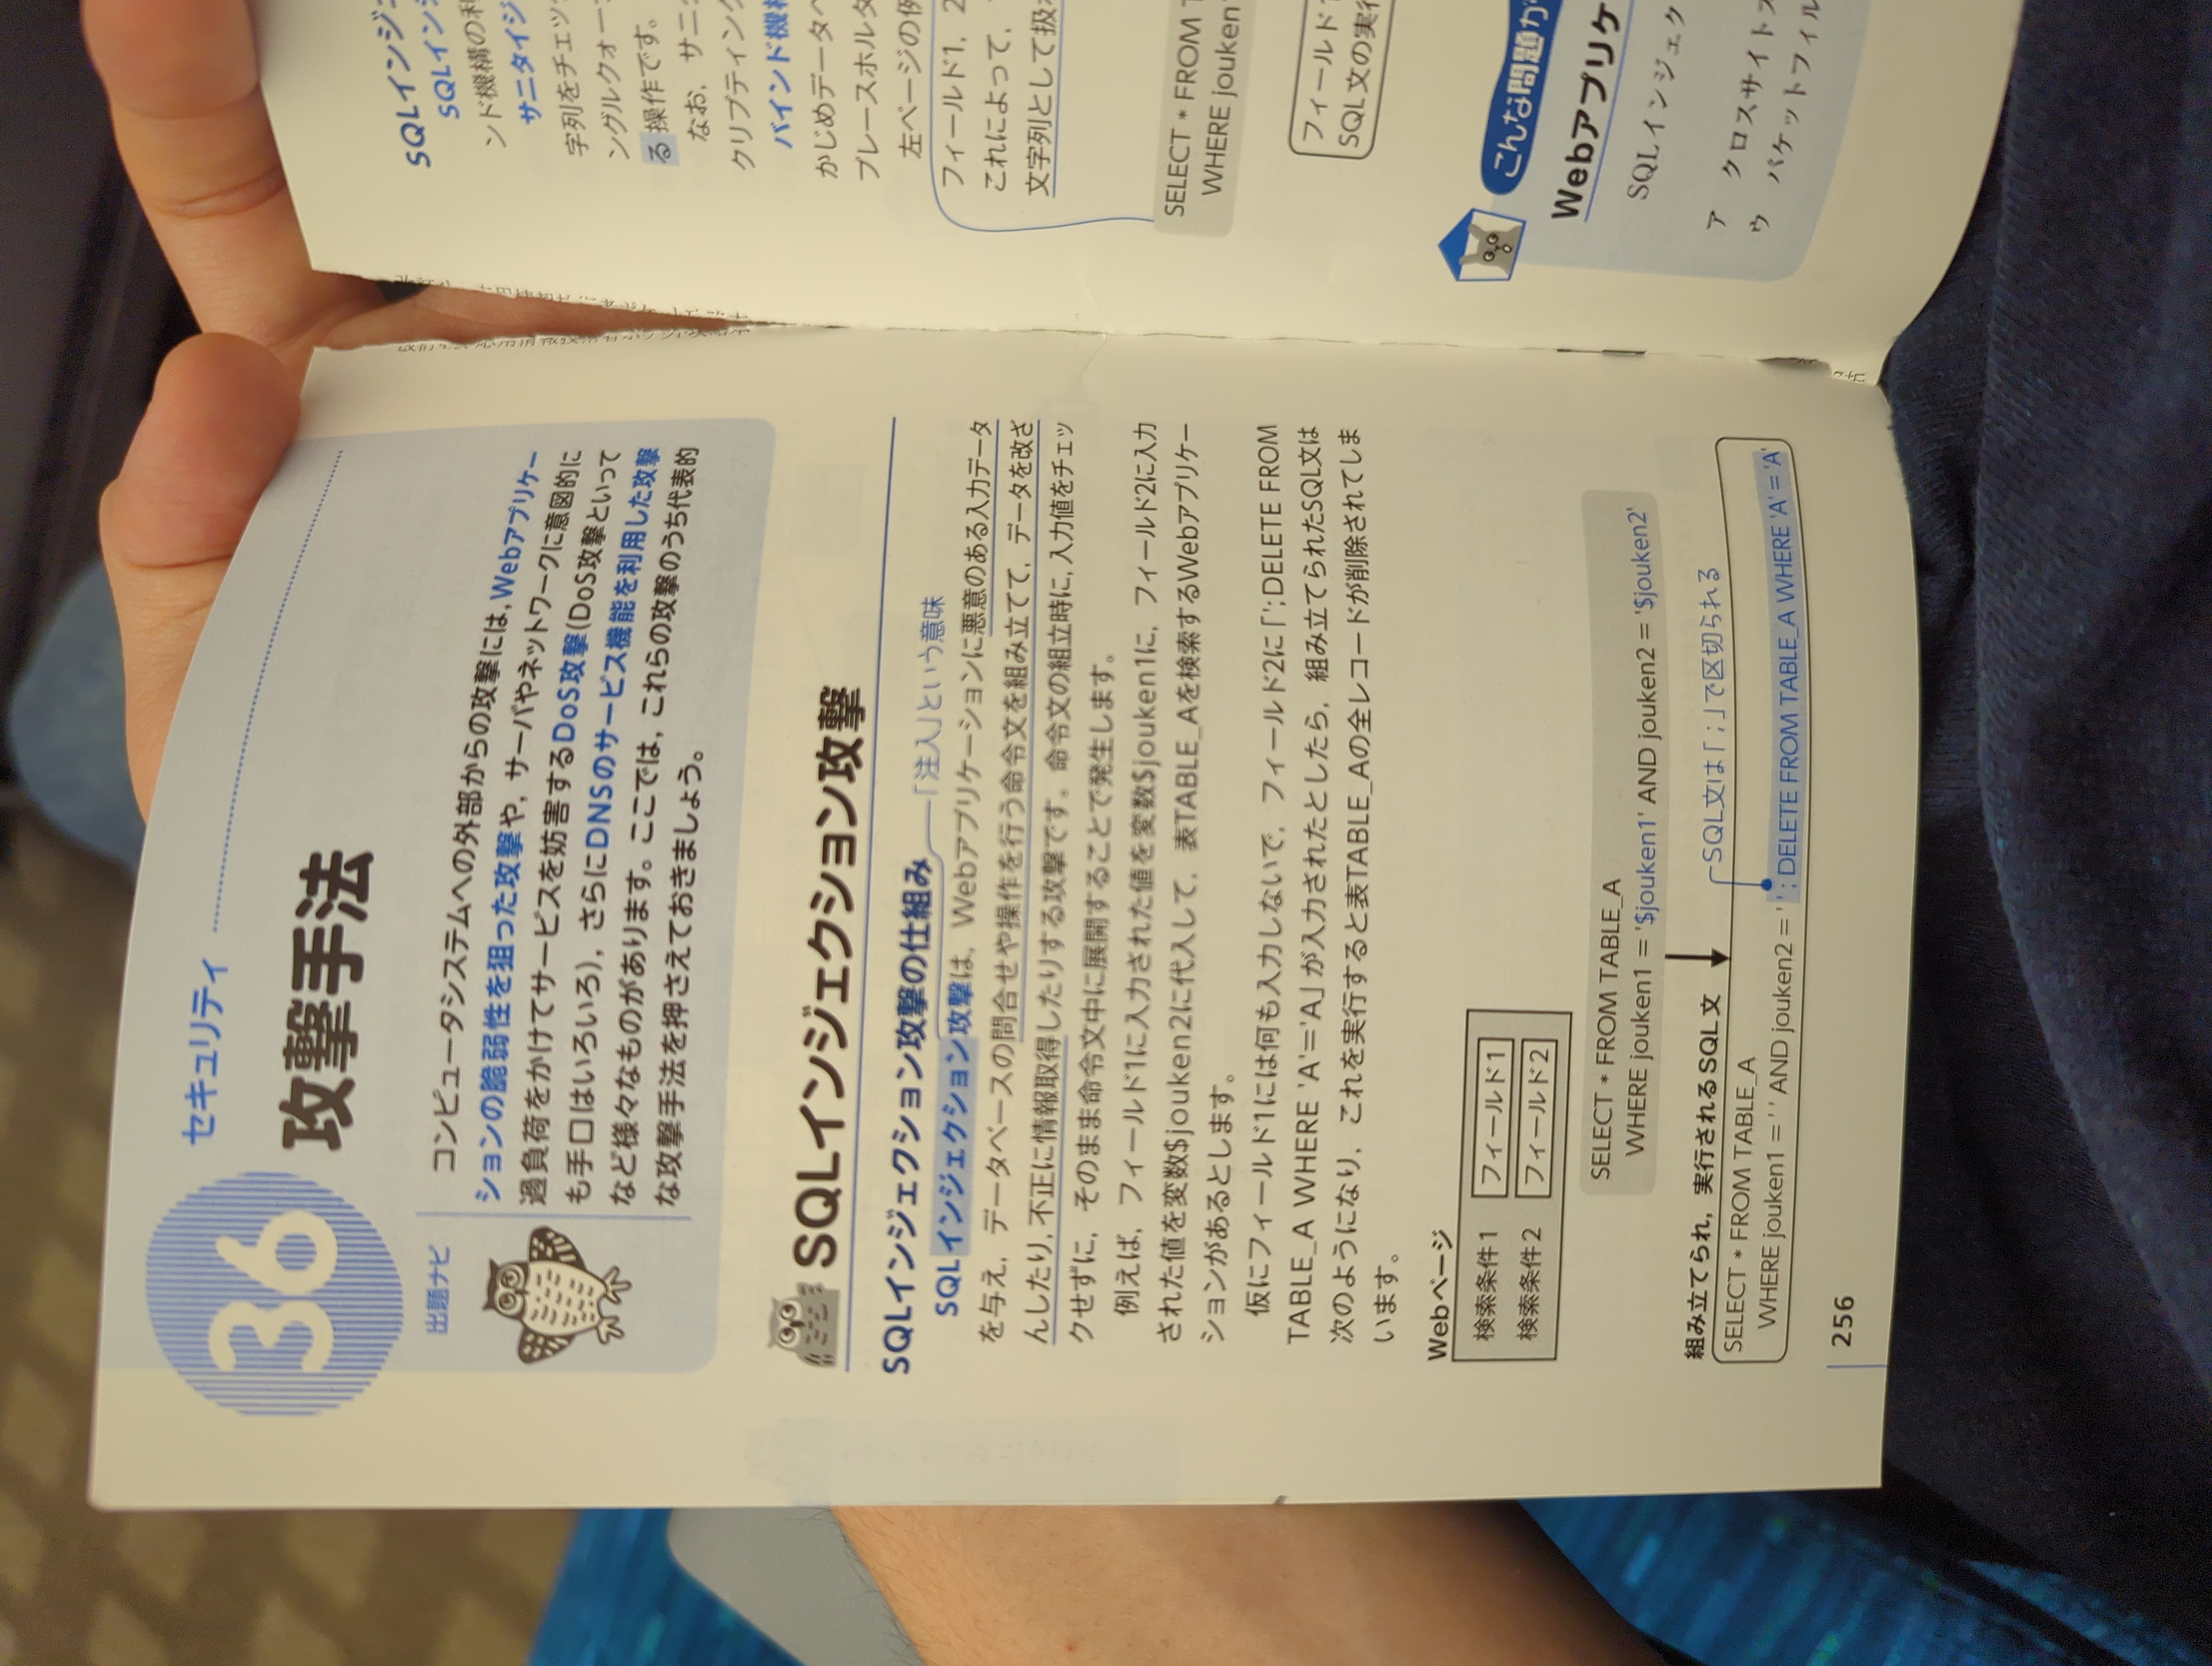 36
セキュリティ
攻撃手法
出題ナビ
コンピュータシステムへの外部からの攻撃には，Webアプリケー
ションの脆弱性を狙った攻撃や，サーバやネットワークに意図的に
過負荷をかけてサービスを妨害するDoS攻撃(DoS攻撃といって
も手口はいろいろ)，さらにDNSのサービス機能を利用した攻撃
など様々なものがあります。ここでは，これらの攻撃のうち代表的
な攻撃手法を押さえておきましょう。
SQLインジェクション攻撃
SQLインジェクション攻撃の仕組み
「注入」という意味
SQLインジェクション攻撃は，Webアプリケーションに悪意のある入力データ
を与え，データベースの問合せや操作を行う命令文を組み立てて，データを改ざ
んしたり，不正に情報取得したりする攻撃です。命令文の組立時に，入力値をチェッ
クせずに，そのまま命令文中に展開することで発生します。
例えば，フィールド1に入力された値を変数$jouken1に，フィールド2に入力
された値を変数$jouken2に代入して，表TABLE_Aを検索するWebアプリケー
ションがあるとします。
仮にフィールド1には何も入力しないで，フィールド2に「';DELETE FROM
TABLE_A WHERE 'A'='A」が入力されたとしたら，組み立てられたSQL文は
次のようになり，これを実行すると表TABLE_Aの全レコードが削除されてしま
います。
Webページ
検索条件1 フィールド1
検索条件2 フィールド2
SELECT * FROM TABLE_A
WHERE jouken1 = '$jouken1' AND jouken2 = '$jouken2'
組み立てられ，実行されるSQL文
SQL文は「；」で区切られる
SELECT * FROM TABLE_A
WHERE jouken1 = ' ' AND jouken2 = ' ' ; DELETE FROM TABLE_A WHERE 'A' = 'A'
256
SQLインジ
SQLイン
ンド機構の
サニタイジ
字列をチェッ
ングルクォー
る操作です。
なお，サニ
クリプティング
バインド機
かじめデータベ
プレースホルダ
左ページの
フィールド1，2
これによって，
文字列として扱
SELECT * FROM
WHERE jouken
フィールド
SQL文の実
こんな問題が
Webアプリケ
SQLインジェク
ア クロスサイト
ウ パケットフィル